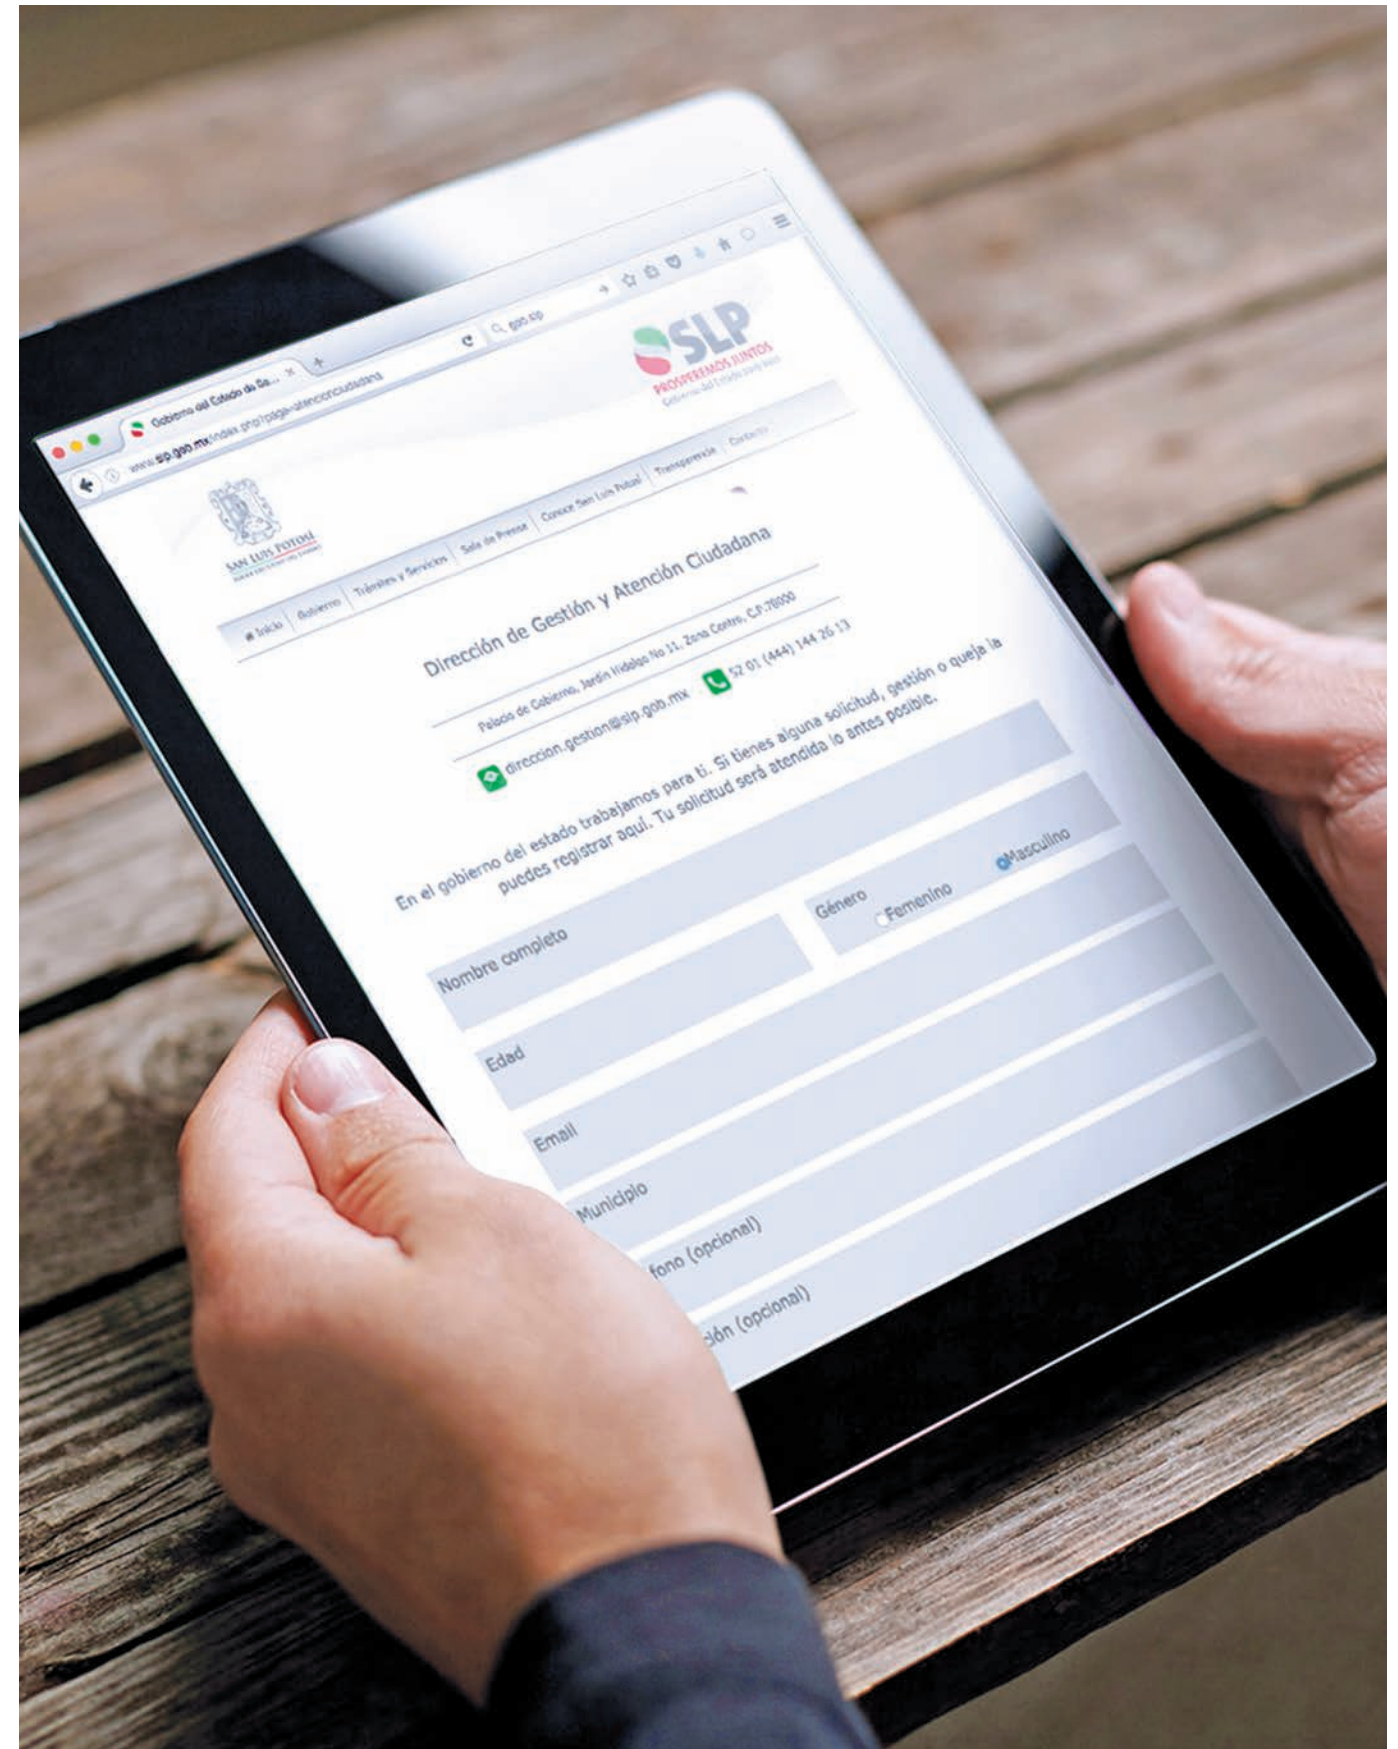 Gobierno del Estado de Sa...
www.slp.gob.mx/index.php?page=atencionciudadana
gob slp
SLP
PROSPEREMOS JUNTOS
Gobierno del Estado
SAN LUIS POTOSÍ
Inicio Gobierno Trámites y Servicios Sala de Prensa Conoce San Luis Potosí Transparencia Contacto
Dirección de Gestión y Atención Ciudadana
Palacio de Gobierno, Jardín Hidalgo No 11, Zona Centro, C.P.78000
direccion.gestion@slp.gob.mx 52 01 (444) 144 26 13
En el gobierno del estado trabajamos para ti. Si tienes alguna solicitud, gestión o queja la
puedes registrar aquí. Tu solicitud será atendida lo antes posible.
Nombre completo
Edad
Género
Femenino Masculino
Email
Municipio
fono (opcional)
ción (opcional)